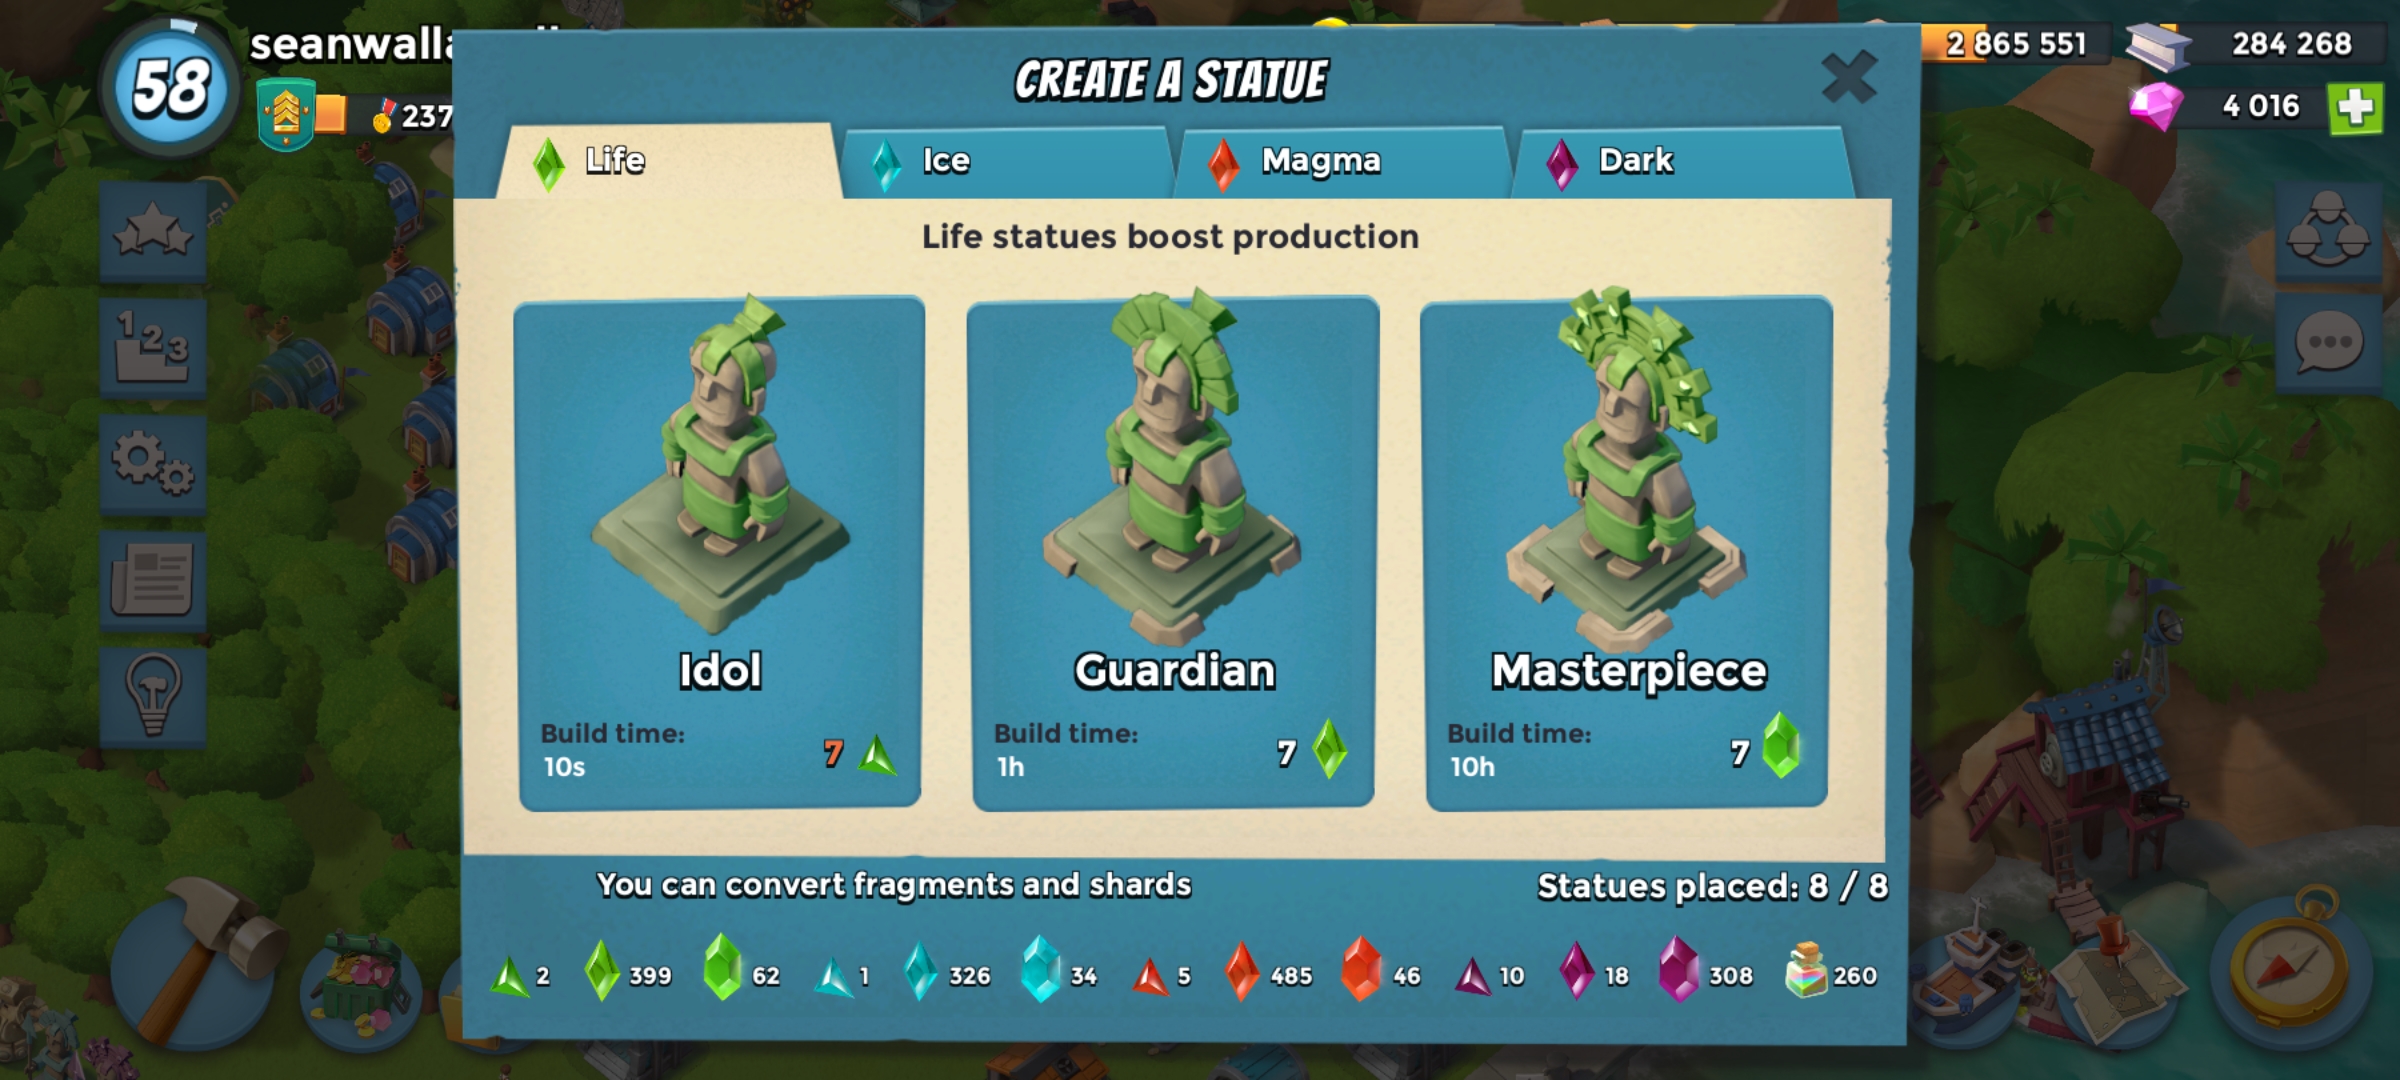 58
237
2 865 551
284 268
4 016
CREATE A STATUE
Life
Ice
Magma
Dark
Life statues boost production
1 2 3
Idol
Build time:
10s
7
Guardian
Build time:
1h
7
Masterpiece
Build time:
10h
7
You can convert fragments and shards
Statues placed: 8 / 8
2 399 62 1 326 34 5 485 46 10 18 308 260